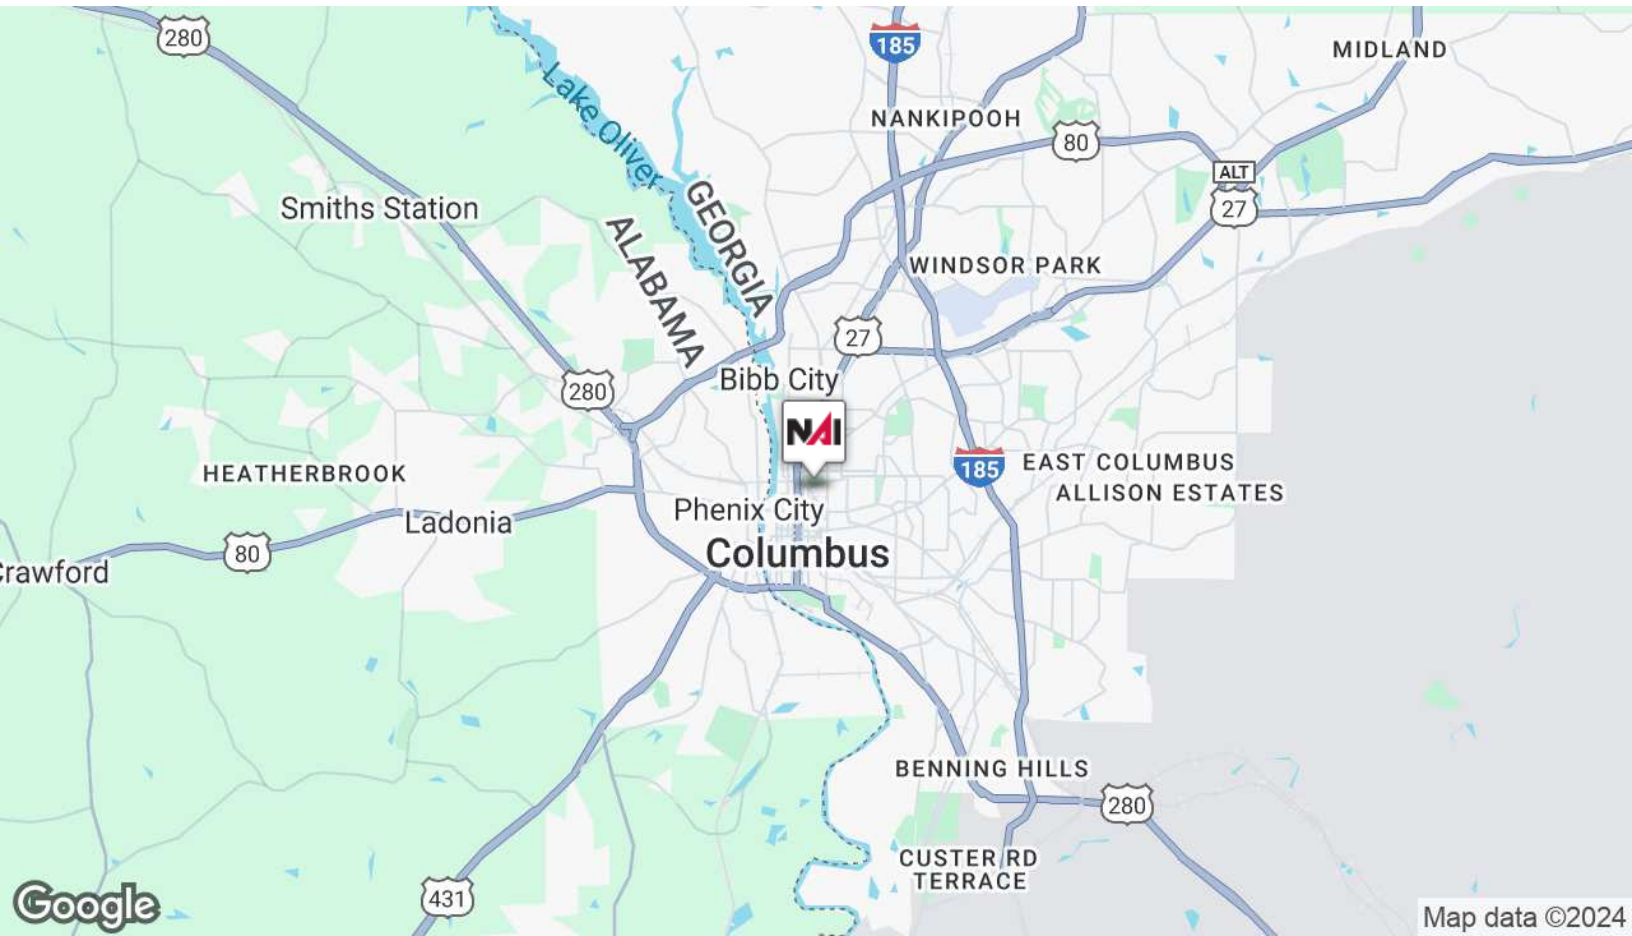 280
185
MIDLAND
Lake Oliver
NANKIPOOH
80
ALT
27
GEORGIA
Smiths Station
ALABAMA
WINDSOR PARK
27
Bibb City
280
NAI
HEATHERBROOK
185
EAST COLUMBUS
ALLISON ESTATES
Phenix City
Ladonia
80
Columbus
Crawford
BENNING HILLS
280
CUSTER RD
TERRACE
431
Google
Map data ©2024